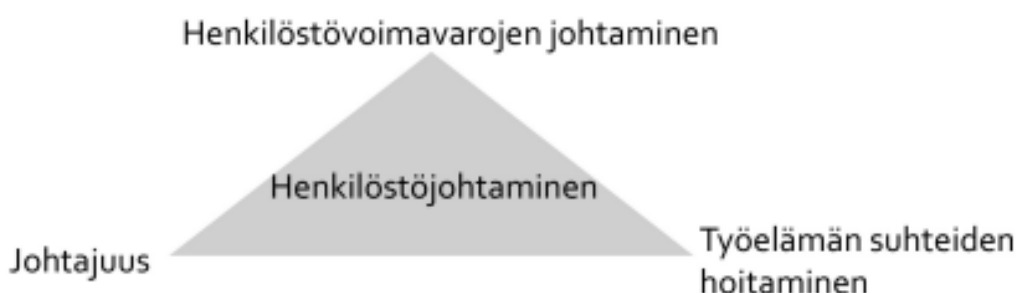 Henkilöstövoimavarojen johtaminen
Henkilöstöjohtaminen
Johtajuus
Työelämän suhteiden
hoitaminen